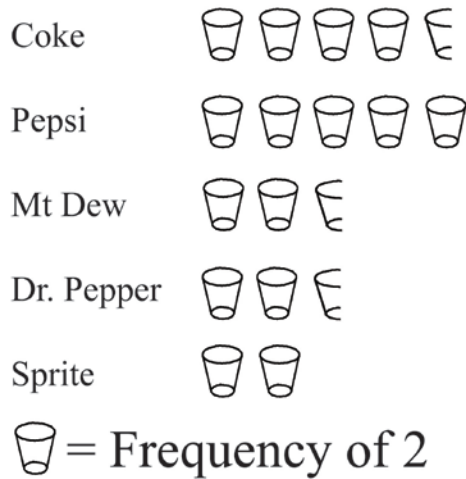 Coke
Pepsi
Mt Dew
Dr. Pepper
Sprite
= Frequency of 2